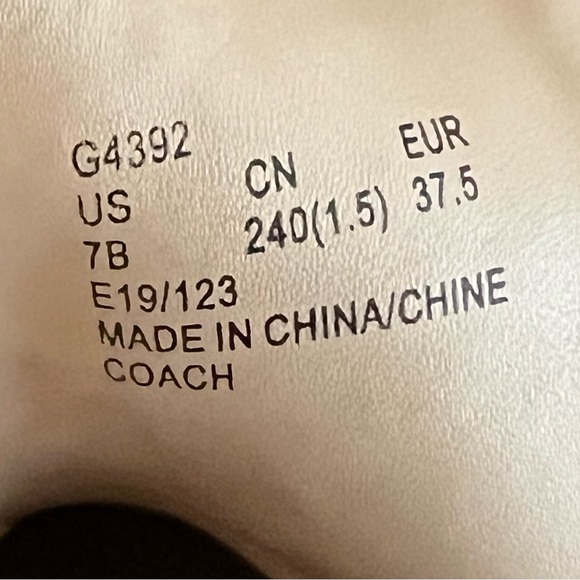 G4392
US CN EUR
7B 240(1.5) 37.5
E19/123
MADE IN CHINA/CHINE
COACH